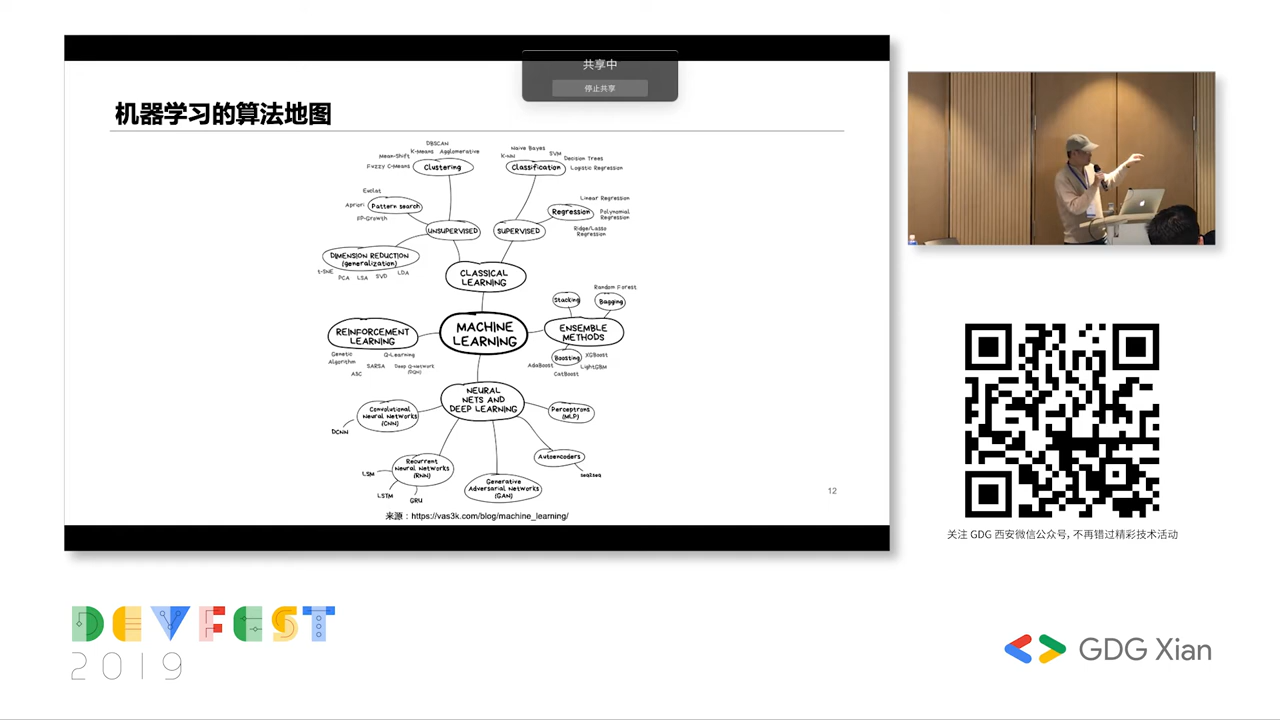 共享中
停止共享
机器学习的算法地图
DBSCAN
K-Means
Agglomerative
Mean-Shift
Fuzzy C-Means
Clustering
Naive Bayes
K-NN
SVM
Decision Trees
Logistic Regression
Classification
Euclat
Apriori
Pattern search
FP-Growth
Linear Regression
Regression
Polynomial
Regression
Ridge/Lasso
Regression
UNSUPERVISED
SUPERVISED
DIMENSION REDUCTION
(generalization)
t-SNE
PCA
LSA
SVD
LDA
CLASSICAL
LEARNING
Random Forest
Stacking
Bagging
REINFORCEMENT
LEARNING
MACHINE
LEARNING
ENSEMBLE
METHODS
Genetic
Algorithm
Q-Learning
SARSA
Deep Q-Network
(DQN)
ASC
Boosting
XGBoost
AdaBoost
LightGBM
CatBoost
NEURAL
NETS AND
DEEP LEARNING
Convolutional
Neural Networks
(CNN)
DCNN
Perceptrons
(MLP)
Recurrent
Neural Networks
(RNN)
LSM
LSTM
GRU
Autoencoders
seq2seq
Generative
Adversarial Networks
(GAN)
12
来源：https://vas3k.com/blog/machine_learning/
关注 GDG 西安微信公众号, 不再错过精彩技术活动
DEVFEST
2019
GDG Xian